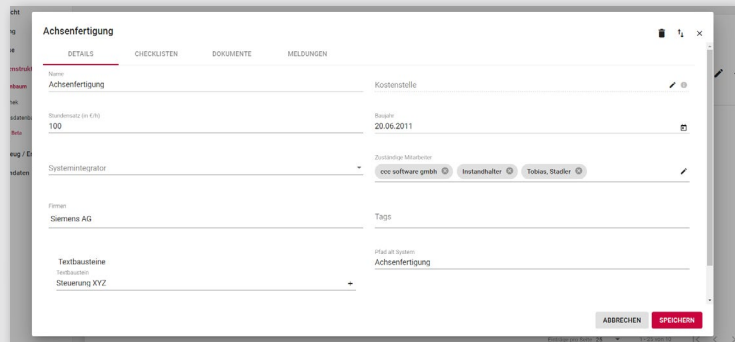 Achsenfertigung
DETAILS
CHECKLISTEN
DOKUMENTE
MELDUNGEN
Name
Achsenfertigung
Kostenstelle
Stundensatz (in €/h)
100
Baujahr
20.06.2011
Systemintegrator
Zuständige Mitarbeiter
ccc software gmbh
Instandhalter
Tobias, Stadler
Firmen
Siemens AG
Tags
Textbausteine
Textbaustein
Steuerung XYZ
+
Pfad alt System
Achsenfertigung
ABBRECHEN
SPEICHERN